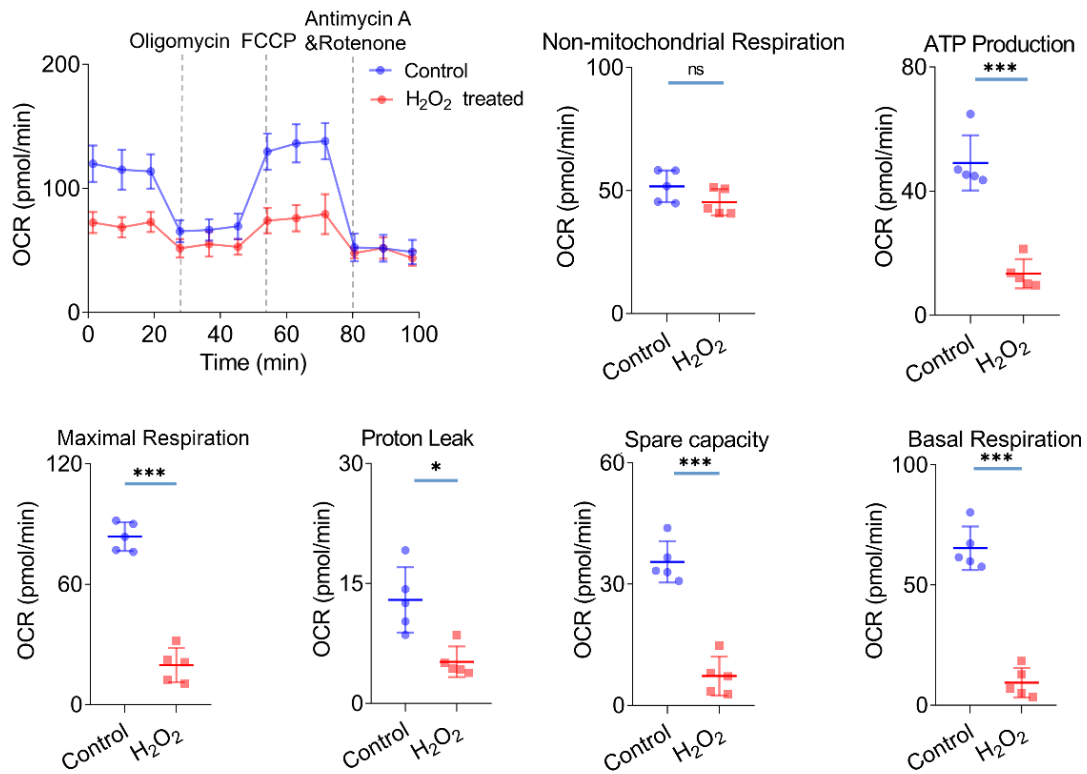 Antimycin A
Oligomycin FCCP &Rotenone
200
100
0
OCR (pmol/min)
Control
H₂O₂ treated
0 20 40 60 80 100
Time (min)
Non-mitochondrial Respiration
100
50
0
OCR (pmol/min)
ns
Control H₂O₂
ATP Production
80
40
0
OCR (pmol/min)
***
Control H₂O₂
Maximal Respiration
120
60
0
OCR (pmol/min)
***
Control H₂O₂
Proton Leak
30
15
0
OCR (pmol/min)
*
Control H₂O₂
Spare capacity
60
30
0
OCR (pmol/min)
***
Control H₂O₂
Basal Respiration
100
50
0
OCR (pmol/min)
***
Control H₂O₂